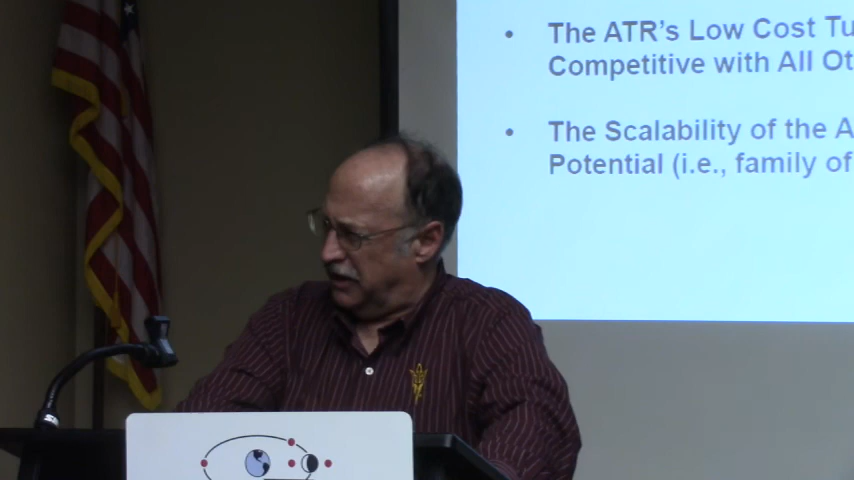 • The ATR's Low Cost Tu
Competitive with All Ot
• The Scalability of the A
Potential (i.e., family of